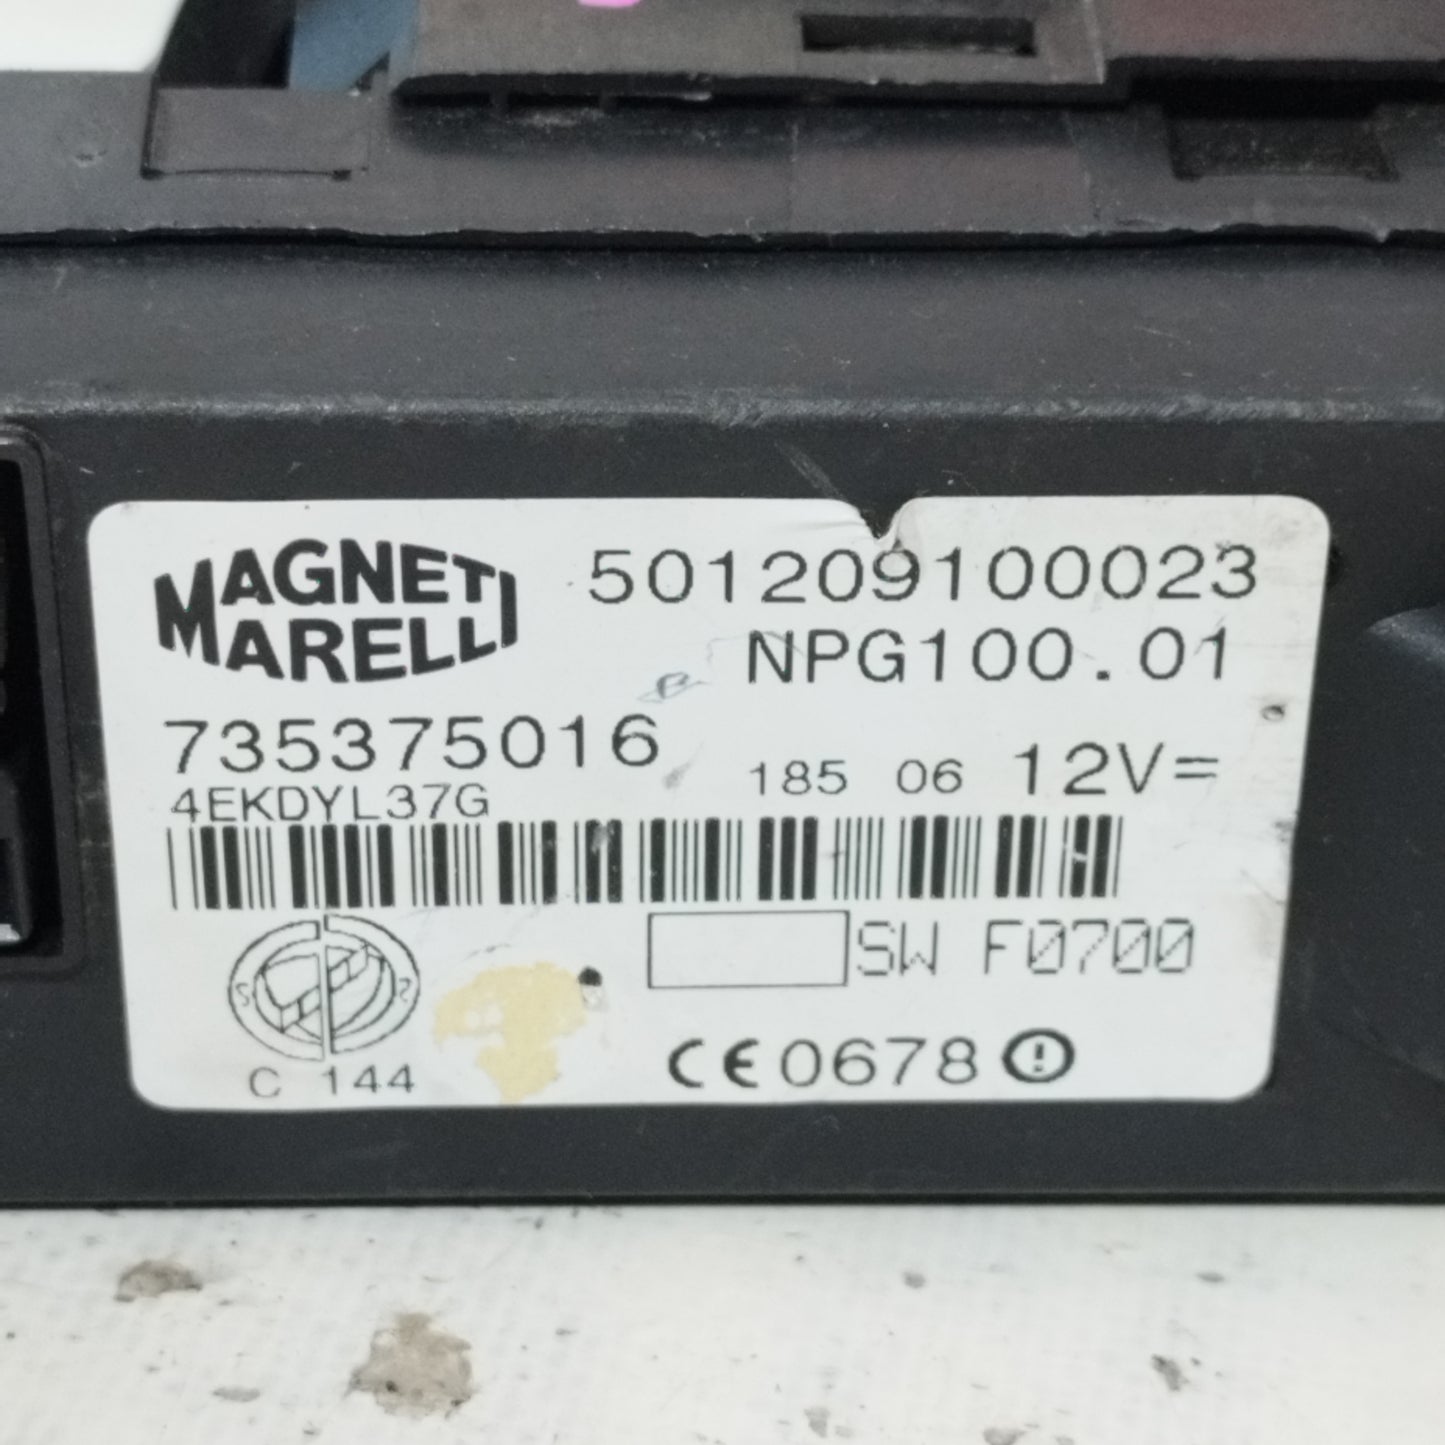 MAGNETI
MARELLI
501209100023
NPG100.01
735375016
185 06 12V=
4EKDYL37G
SW F0700
C 144
CE0678 !